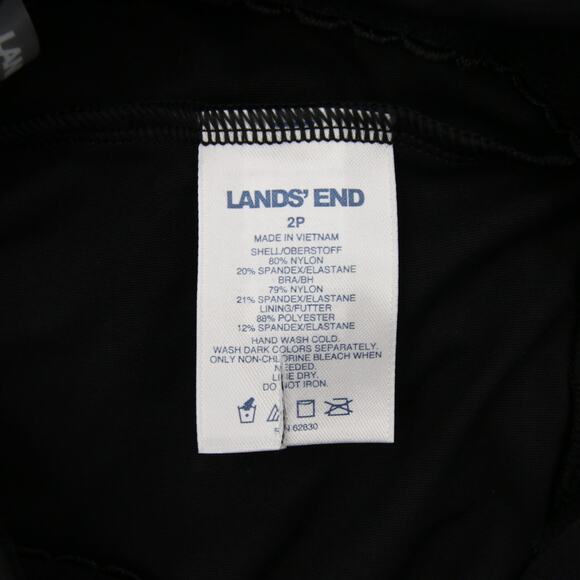 LANDS' END
2P
MADE IN VIETNAM
SHELL/OBERSTOFF
80% NYLON
20% SPANDEX/ELASTANE
BRA/BH
79% NYLON
21% SPANDEX/ELASTANE
LINING/FUTTER
88% POLYESTER
12% SPANDEX/ELASTANE
HAND WASH COLD.
WASH DARK COLORS SEPARATELY.
ONLY NON-CHLORINE BLEACH WHEN
NEEDED.
LINE DRY.
DO NOT IRON.
62830